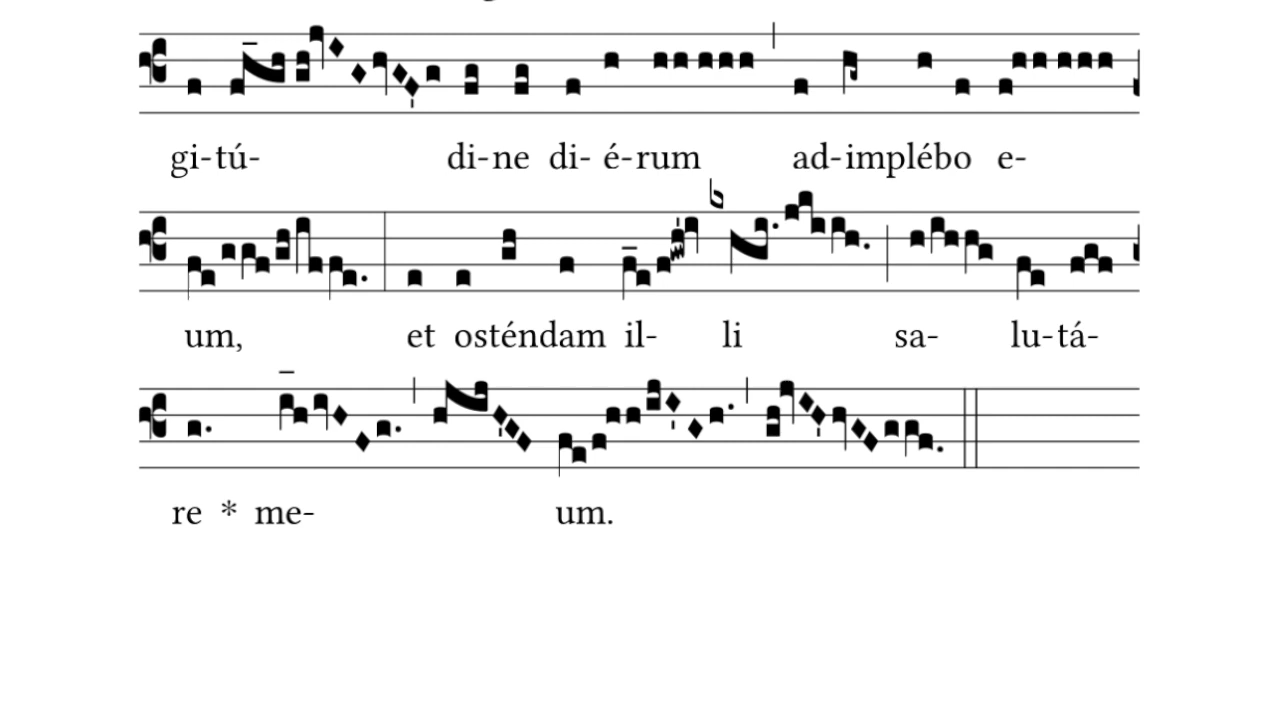 gi-tú- di-ne di- é-rum ad-implébo e-
um, et osténdam il- li sa- lu-tá-
re * me- um.